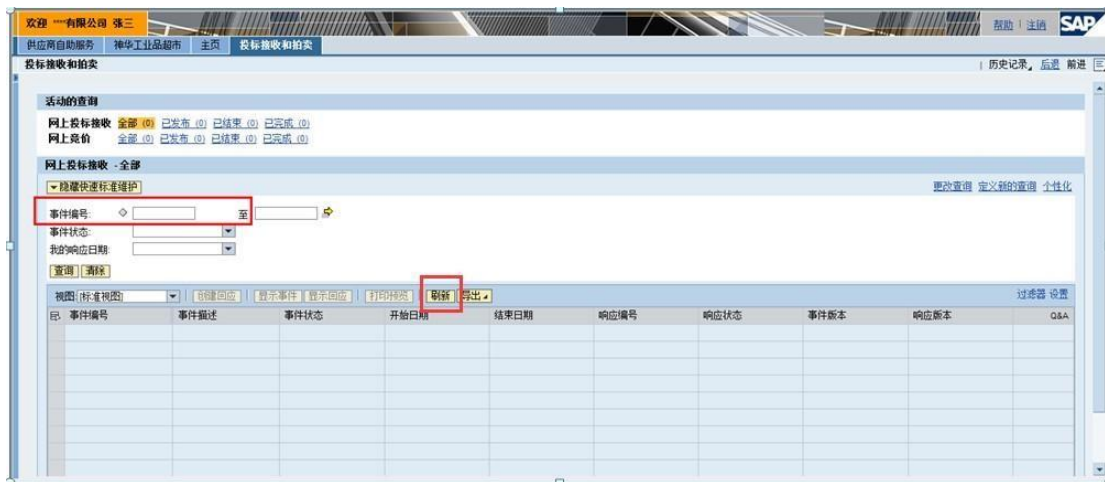 欢迎 ****有限公司 张三 帮助 注销 SAP
供应商自助服务 神华工业品超市 主页 投标接收和拍卖
投标接收和拍卖 历史记录 后退 前进
活动的查询
网上投标接收 全部 (0) 已发布 (0) 已结束 (0) 已完成 (0)
网上竞价 全部 (0) 已发布 (0) 已结束 (0) 已完成 (0)
网上投标接收 - 全部
隐藏快速标准维护 更改查询 定义新的查询 个性化
事件编号: 至
事件状态:
我的响应日期:
查询 清除
视图 [标准视图] 创建回应 显示事件 显示回应 打印预览 刷新 导出 过滤器 设置
事件编号 事件描述 事件状态 开始日期 结束日期 响应编号 响应状态 事件版本 响应版本 Q&A